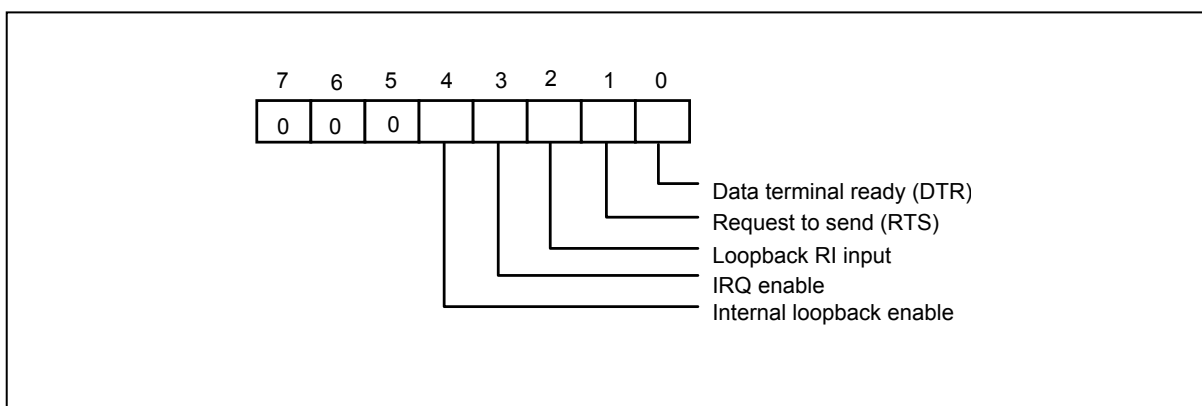 7 6 5 4 3 2 1 0
0 0 0
Data terminal ready (DTR)
Request to send (RTS)
Loopback RI input
IRQ enable
Internal loopback enable